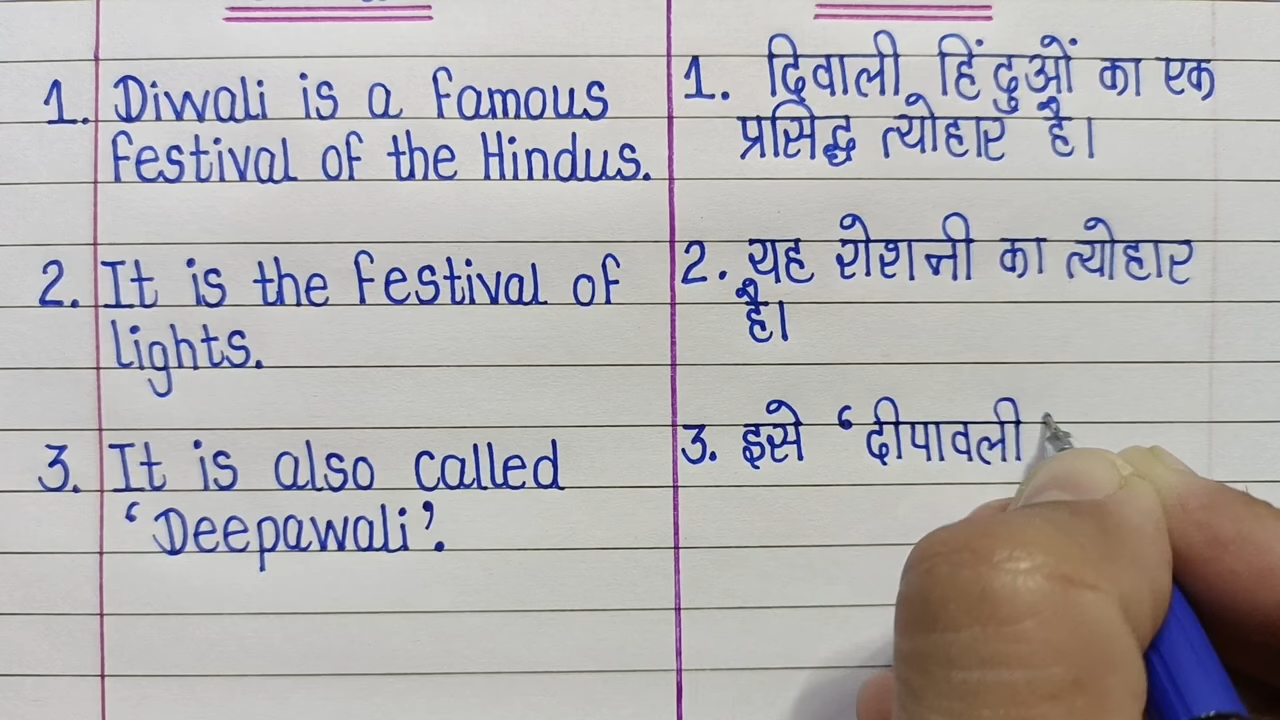 1. Diwali is a famous
festival of the Hindus.
2. It is the festival of
lights.
3. It is also called
‘Deepawali’.
1. दिवाली हिंदुओं का एक
प्रसिद्ध त्योहार है।
2. यह रोशनी का त्योहार
है।
3. इसे ‘दीपावली